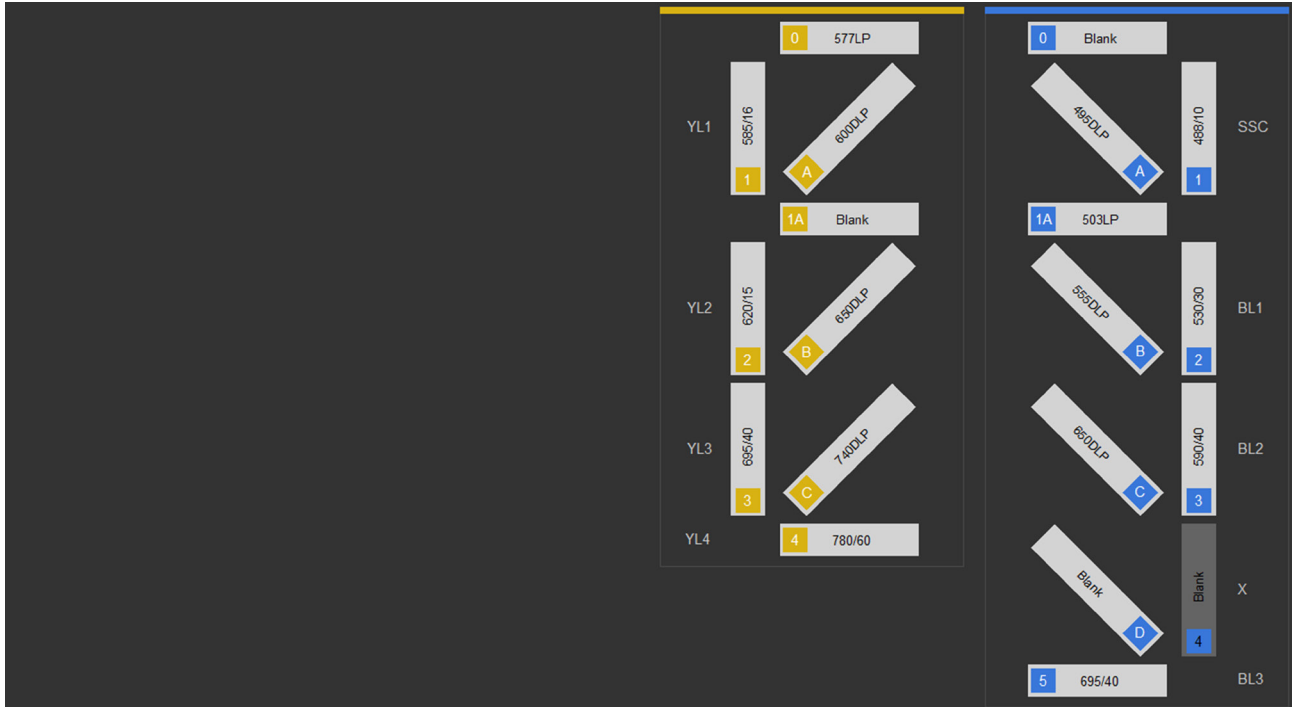 0 577LP
YL1 585/16 1 600DLP A
1A Blank
YL2 620/15 2 650DLP B
YL3 695/40 3 740DLP C
YL4 4 780/60
0 Blank
495DLP A 488/10 1 SSC
1A 503LP
555DLP B 530/30 2 BL1
650DLP C 590/40 3 BL2
Blank D Blank 4 X
5 695/40 BL3